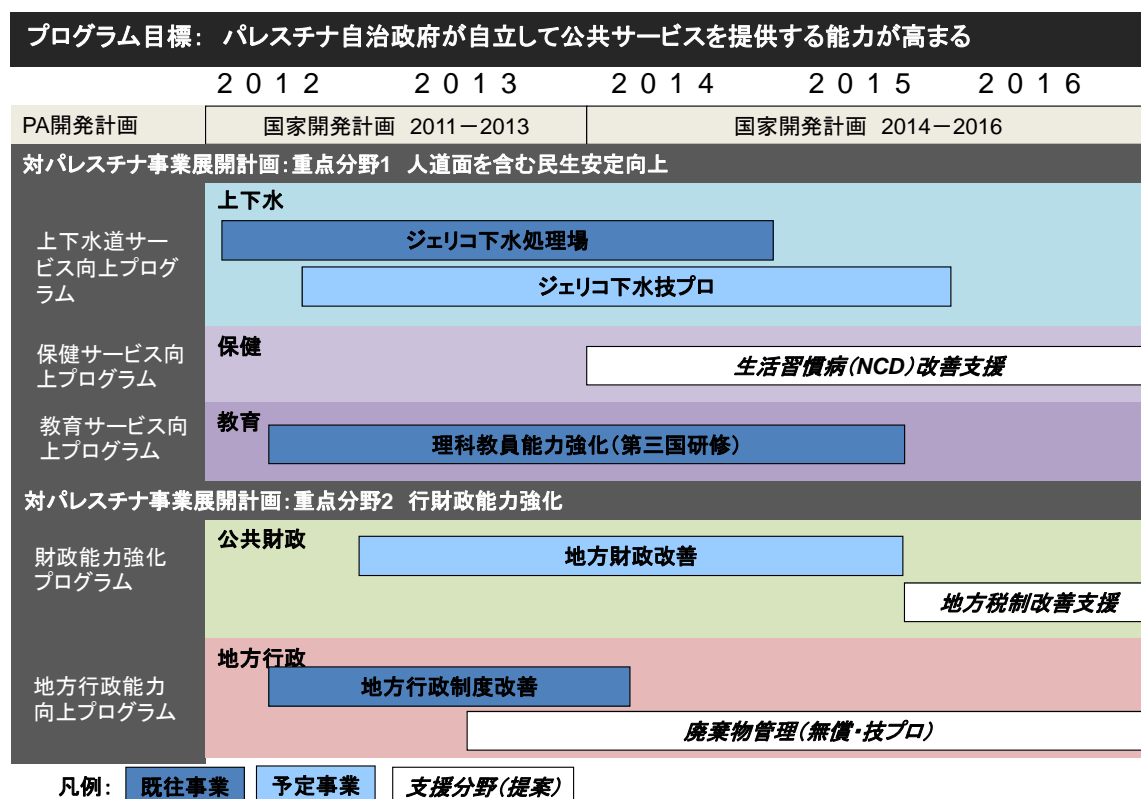 プログラム目標： パレスチナ自治政府が自立して公共サービスを提供する能力が高まる
２０１２ ２０１３ ２０１４ ２０１５ ２０１６
PA開発計画 国家開発計画 2011－2013 国家開発計画 2014－2016
対パレスチナ事業展開計画：重点分野1 人道面を含む民生安定向上
上下水道サー
ビス向上プログ
ラム
上下水
ジェリコ下水処理場
ジェリコ下水技プロ
保健サービス向
上プログラム
保健
生活習慣病（NCD）改善支援
教育サービス向
上プログラム
教育
理科教員能力強化（第三国研修）
対パレスチナ事業展開計画：重点分野2 行財政能力強化
財政能力強化
プログラム
公共財政
地方財政改善
地方税制改善支援
地方行政能力
向上プログラム
地方行政
地方行政制度改善
廃棄物管理（無償・技プロ）
凡例： 既往事業 予定事業 支援分野（提案）